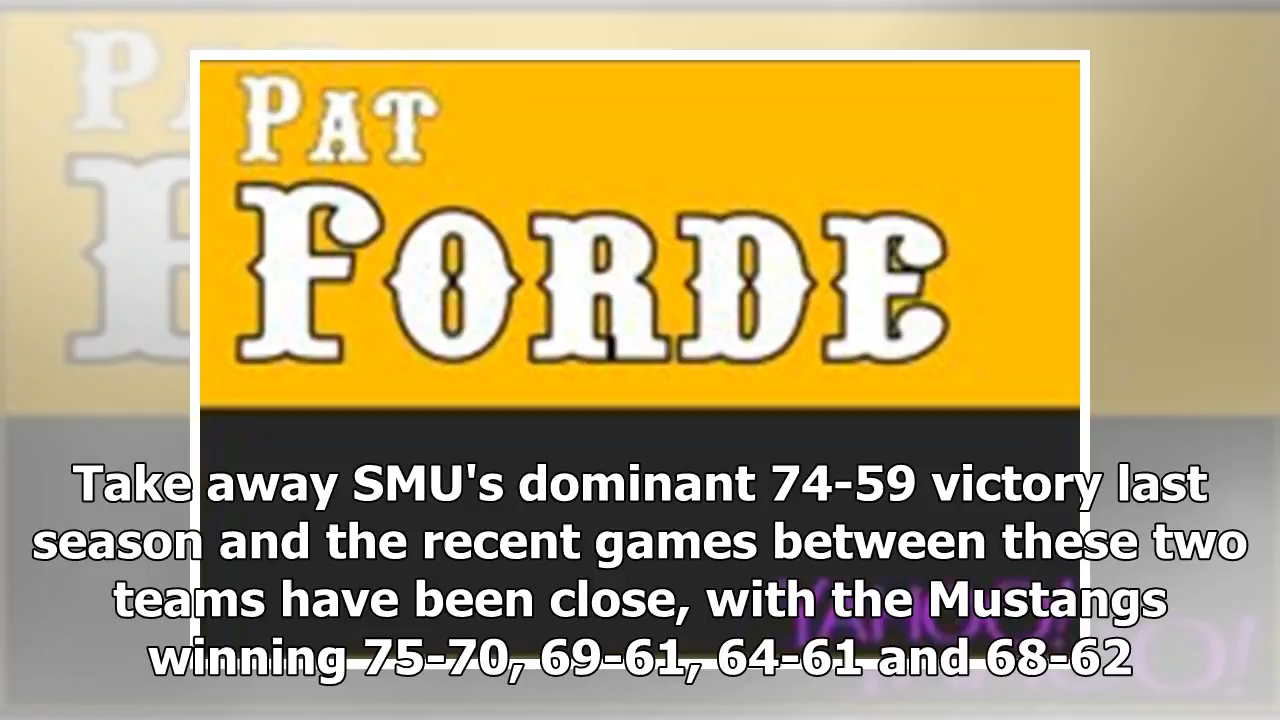 PAT
FORDE
Take away SMU's dominant 74-59 victory last
season and the recent games between these two
teams have been close, with the Mustangs
winning 75-70, 69-61, 64-61 and 68-62
YAHOO!